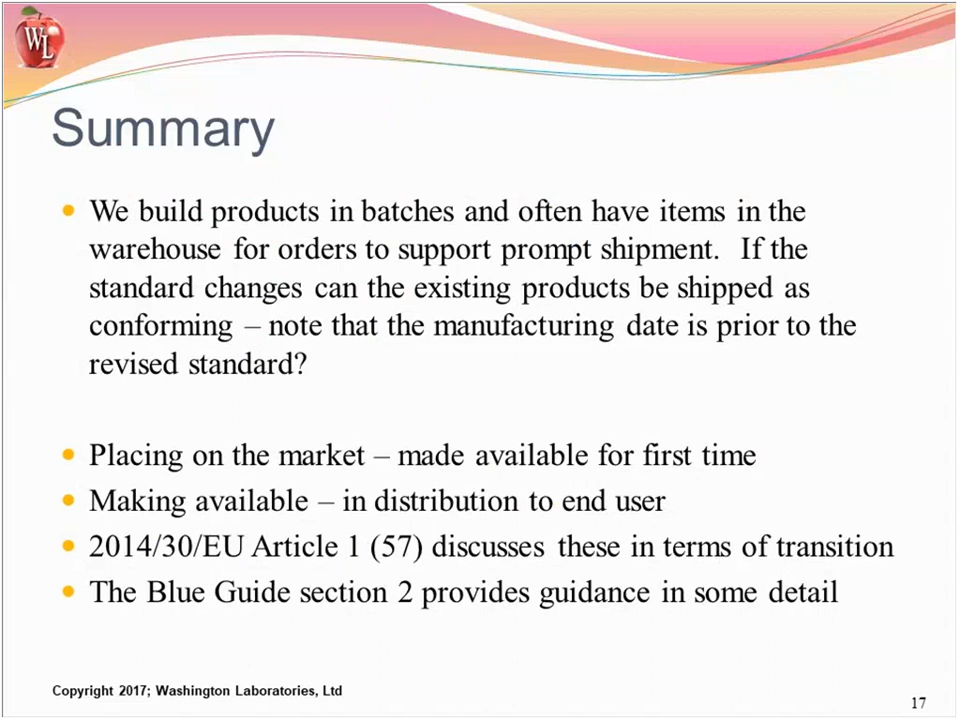 WL
Summary
We build products in batches and often have items in the
warehouse for orders to support prompt shipment.  If the
standard changes can the existing products be shipped as
conforming – note that the manufacturing date is prior to the
revised standard?
Placing on the market – made available for first time
Making available – in distribution to end user
2014/30/EU Article 1 (57) discusses these in terms of transition
The Blue Guide section 2 provides guidance in some detail
Copyright 2017; Washington Laboratories, Ltd
17